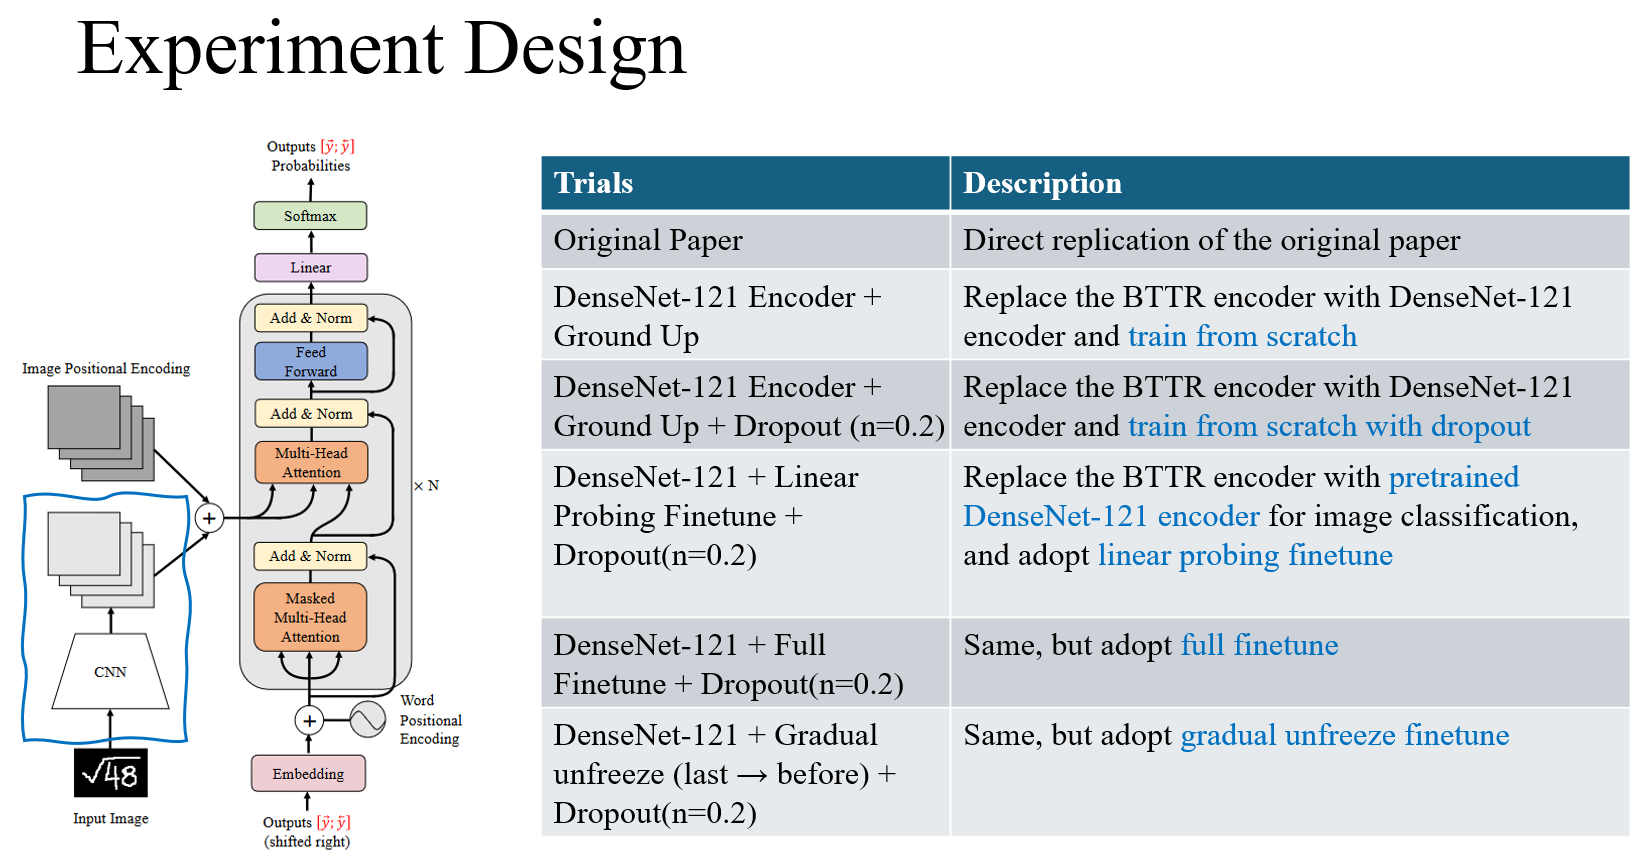 Experiment Design
Outputs [y⃗; y⃖]
Probabilities
Softmax
Linear
Add & Norm
Feed
Forward
Add & Norm
Multi-Head
Attention
× N
Add & Norm
Masked
Multi-Head
Attention
Image Positional Encoding
+
CNN
√48
Input Image
+
Word
Positional
Encoding
Embedding
Outputs [y⃗; y⃖]
(shifted right)
Trials
Description
Original Paper
Direct replication of the original paper
DenseNet-121 Encoder +
Ground Up
Replace the BTTR encoder with DenseNet-121
encoder and train from scratch
DenseNet-121 Encoder +
Ground Up + Dropout (n=0.2)
Replace the BTTR encoder with DenseNet-121
encoder and train from scratch with dropout
DenseNet-121 + Linear
Probing Finetune +
Dropout(n=0.2)
Replace the BTTR encoder with pretrained
DenseNet-121 encoder for image classification,
and adopt linear probing finetune
DenseNet-121 + Full
Finetune + Dropout(n=0.2)
Same, but adopt full finetune
DenseNet-121 + Gradual
unfreeze (last → before) +
Dropout(n=0.2)
Same, but adopt gradual unfreeze finetune